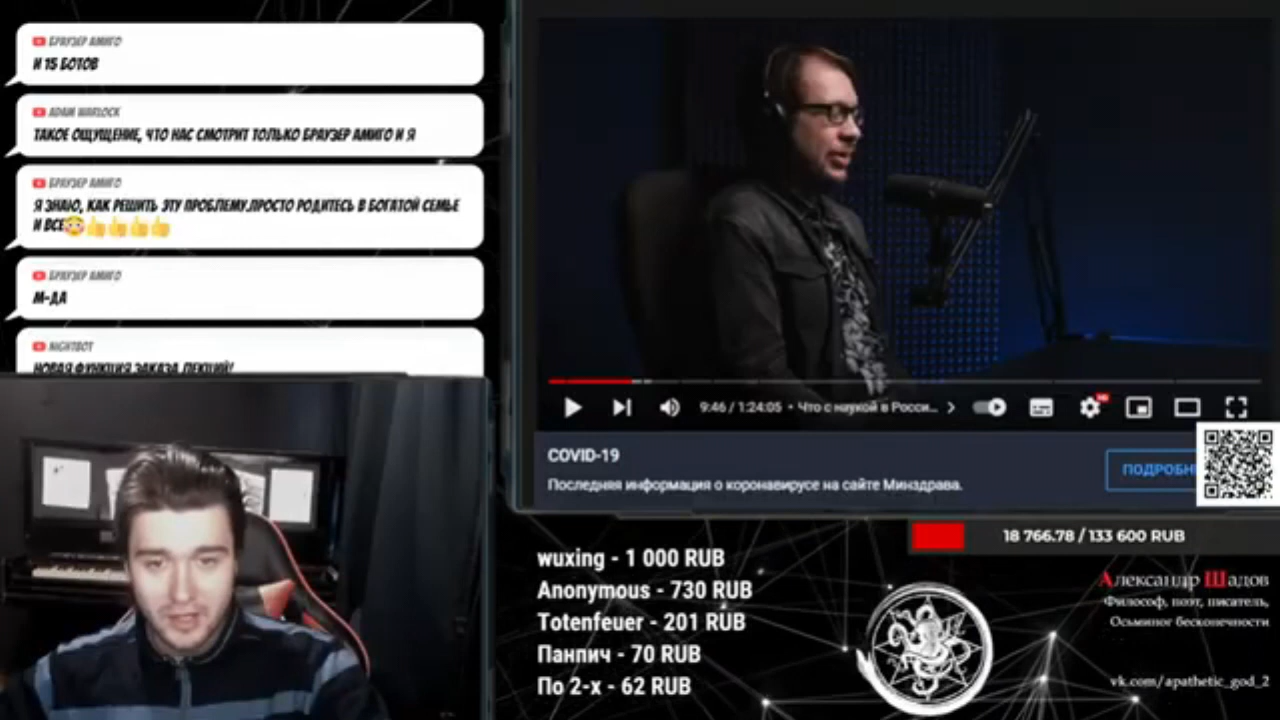 БРАУЗЕР АМИГО
И 15 БОТОВ
ADAM WARLOCK
ТАКОЕ ОЩУЩЕНИЕ, ЧТО НАС СМОТРИТ ТОЛЬКО БРАУЗЕР АМИГО И Я
БРАУЗЕР АМИГО
Я ЗНАЮ, КАК РЕШИТЬ ЭТУ ПРОБЛЕМУ.ПРОСТО РОДИТЕСЬ В БОГАТОЙ СЕМЬЕ
И ВСЕ
БРАУЗЕР АМИГО
М-ДА
NIGHTBOT
НОВАЯ ФУНКЦИЯ ЗАКАЗА ЛЕКЦИЙ!
9:46 / 1:24:05 • Что с наукой в Росси...
COVID-19
Последняя информация о коронавирусе на сайте Минздрава.
ПОДРОБН
18 766.78 / 133 600 RUB
wuxing - 1 000 RUB
Anonymous - 730 RUB
Totenfeuer - 201 RUB
Панпич - 70 RUB
По 2-х - 62 RUB
Александр Шадов
Философ, поэт, писатель,
Осьминог бесконечности
vk.com/apathetic_god_2